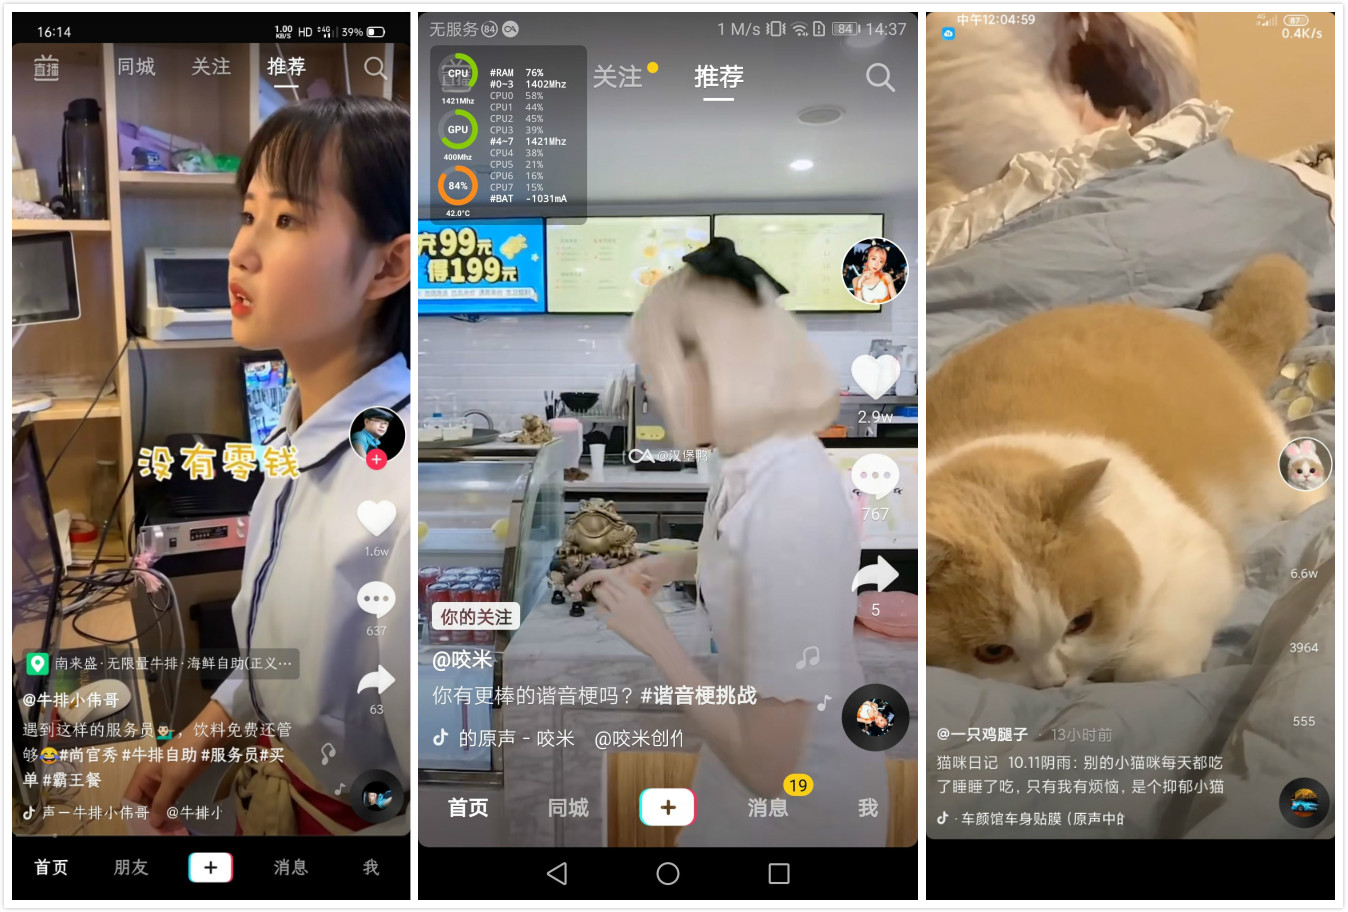 16:14
1.00 KB/S HD 4G 39%
直播 同城 关注 推荐
没有零钱
1.6w
637
南来盛·无限量牛排·海鲜自助(正义…
63
@牛排小伟哥
遇到这样的服务员💁🏻‍♂️，饮料免费还管
够😂#尚官秀 #牛排自助 #服务员#买
单 #霸王餐
声－牛排小伟哥 @牛排小
首页 朋友 + 消息 我
无服务 84 1 M/s 84 14:37
直播 关注 推荐
CPU
1421Mhz
GPU
400Mhz
84%
42.0°C
#RAM 76%
#0~3 1402Mhz
CPU0 58%
CPU1 44%
CPU2 45%
CPU3 39%
#4~7 1421Mhz
CPU4 38%
CPU5 21%
CPU6 16%
CPU7 15%
#BAT -1031mA
充99元
得199元
2.9w
@汉堡鸭
767
5
你的关注
@咬米
你有更棒的谐音梗吗？#谐音梗挑战
的原声 - 咬米 @咬米创作
首页 同城 + 消息 19 我
中午12:04:59
4G 87
0.4K/s
6.6w
3964
555
@一只鸡腿子 · 13小时前
猫咪日记 10.11阴雨：别的小猫咪每天都吃
了睡睡了吃，只有我有烦恼，是个抑郁小猫
·车颜馆车身贴膜（原声中的